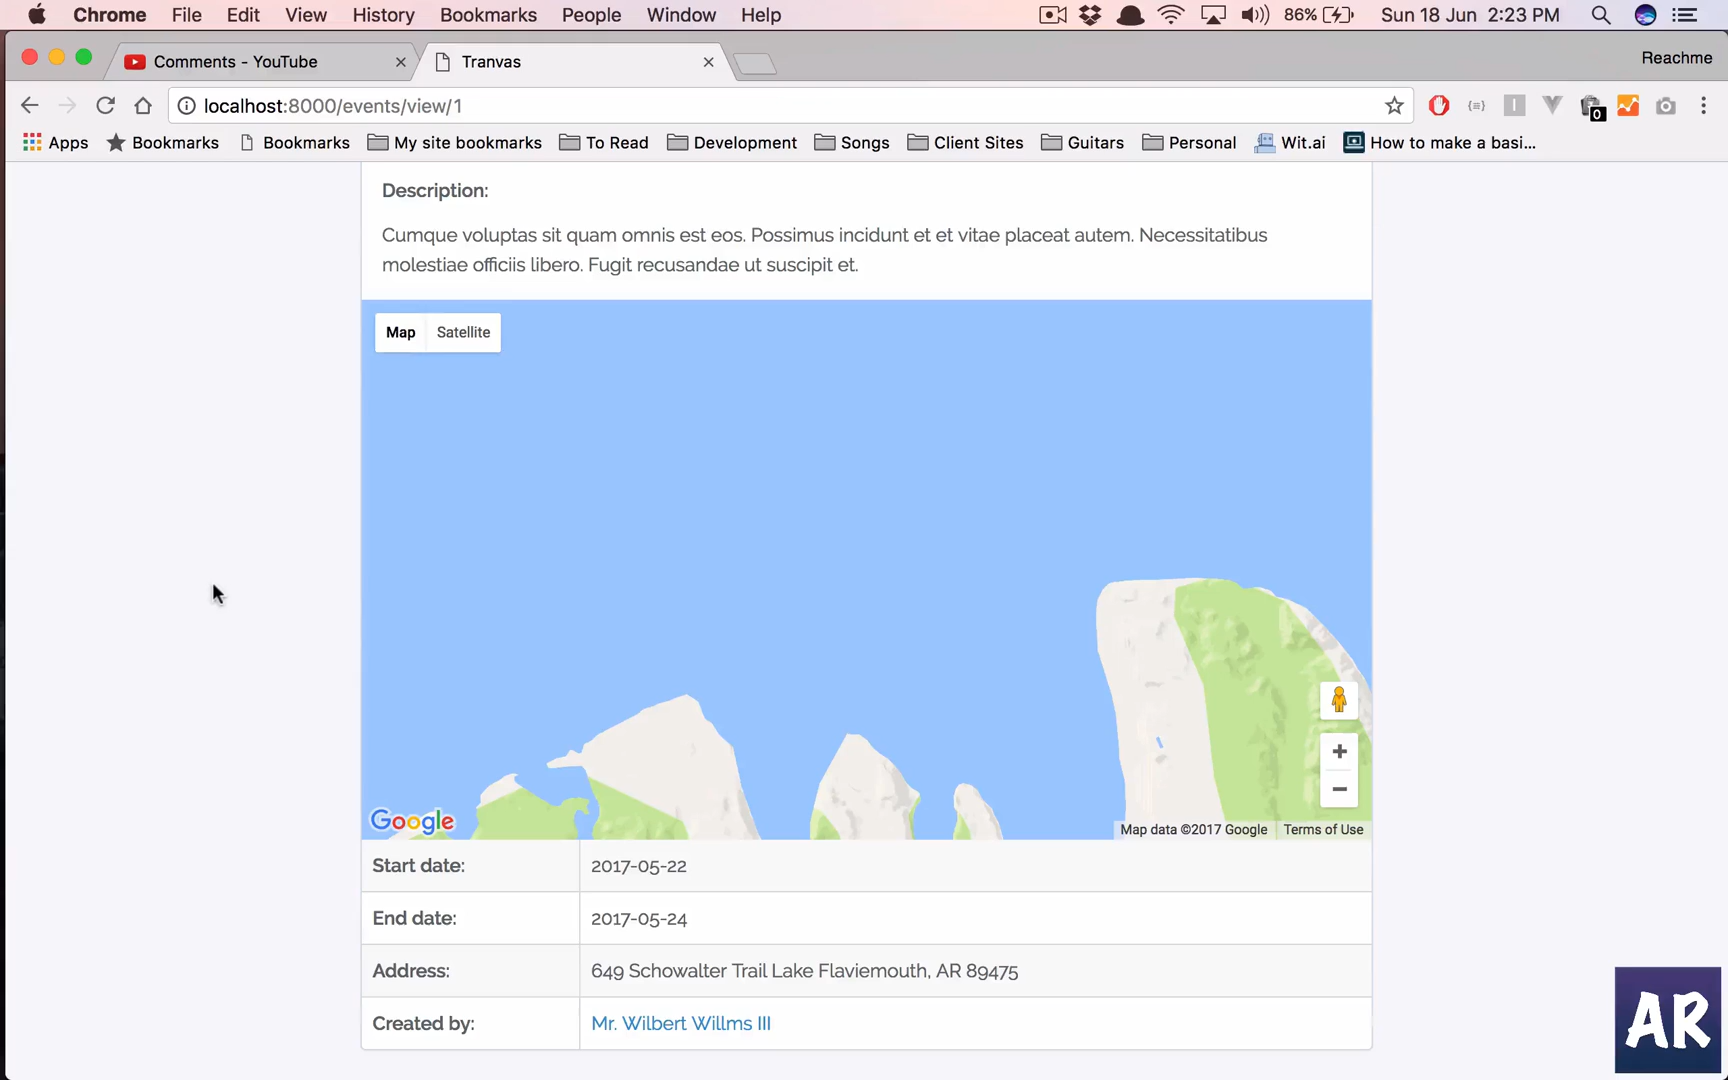 Chrome File Edit View History Bookmarks People Window Help 86% Sun 18 Jun 2:23 PM
Comments - YouTube Tranvas Reachme
localhost:8000/events/view/1 0
Apps Bookmarks Bookmarks My site bookmarks To Read Development Songs Client Sites Guitars Personal Wit.ai How to make a basi...
Description:
Cumque voluptas sit quam omnis est eos. Possimus incidunt et et vitae placeat autem. Necessitatibus
molestiae officiis libero. Fugit recusandae ut suscipit et.
Map Satellite
Google Map data ©2017 Google Terms of Use
Start date: 2017-05-22
End date: 2017-05-24
Address: 649 Schowalter Trail Lake Flaviemouth, AR 89475
Created by: Mr. Wilbert Willms III
AR